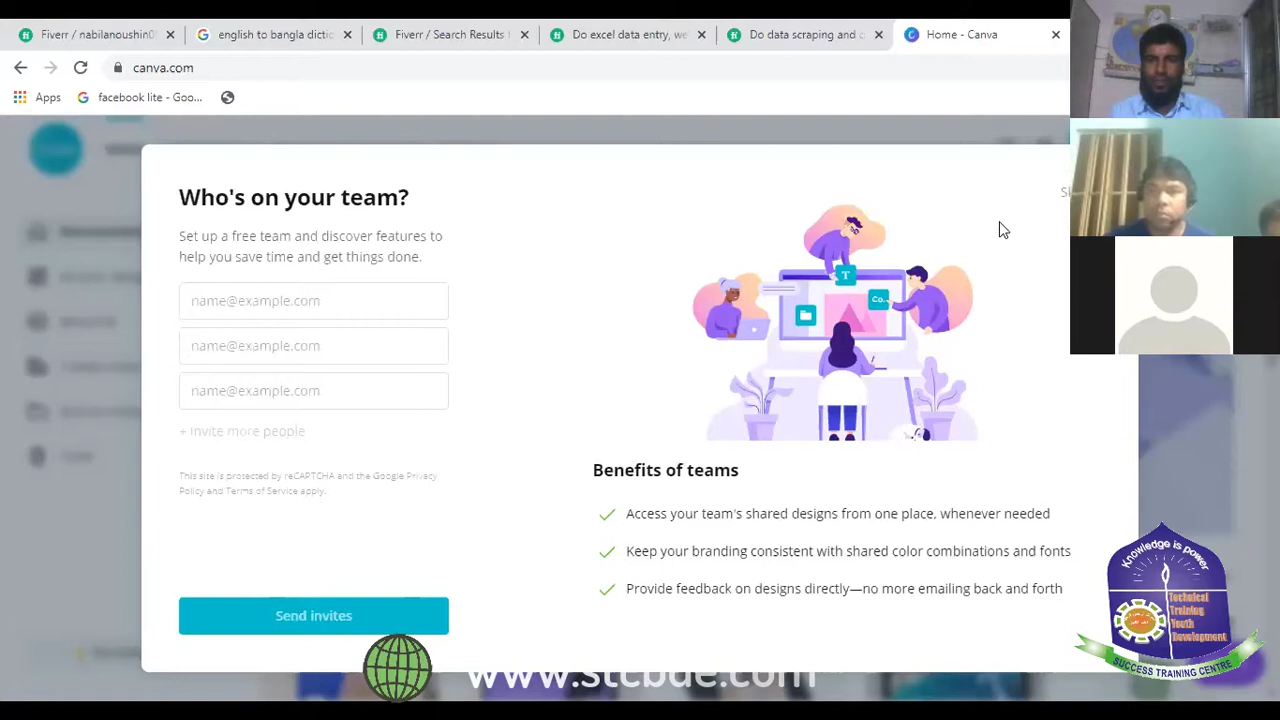 Fiverr / nabilanoushin0
english to bangla dictio
Fiverr / Search Results
Do excel data entry, we
Do data scraping and c
Home - Canva
canva.com
Apps
facebook lite - Goo...
Who's on your team?
Set up a free team and discover features to
help you save time and get things done.
name@example.com
name@example.com
name@example.com
+ Invite more people
This site is protected by reCAPTCHA and the Google Privacy
Policy and Terms of Service apply.
Send invites
T
Co..
Benefits of teams
Access your team's shared designs from one place, whenever needed
Keep your branding consistent with shared color combinations and fonts
Provide feedback on designs directly—no more emailing back and forth
Knowledge is power
Technical
Training
Youth
Development
SUCCESS TRAINING CENTRE
www.stcbde.com